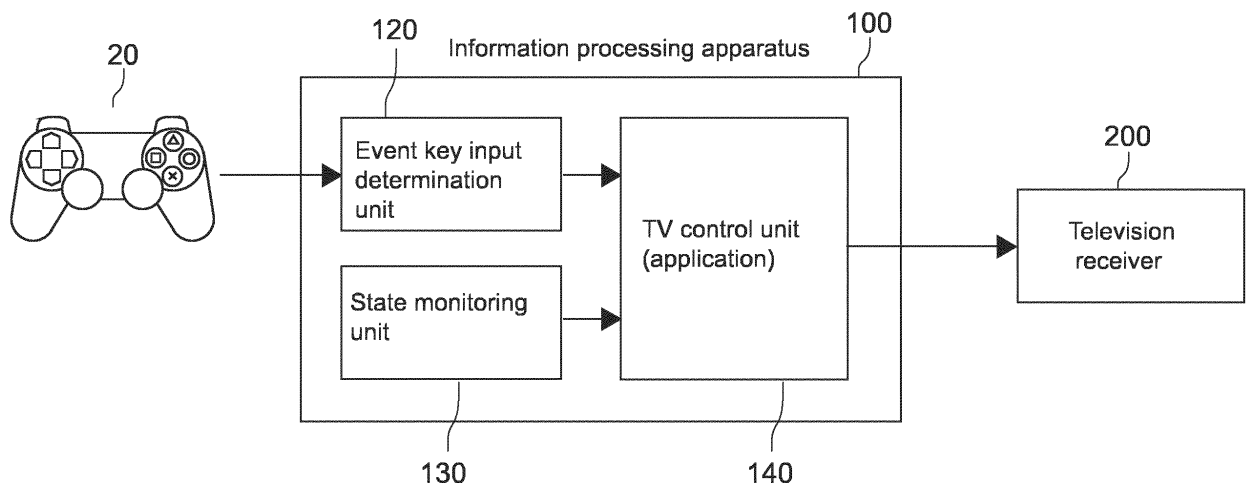 120
Information processing apparatus
100
20
Event key input
determination
unit
200
TV control unit
(application)
Television
receiver
State monitoring
unit
130
140